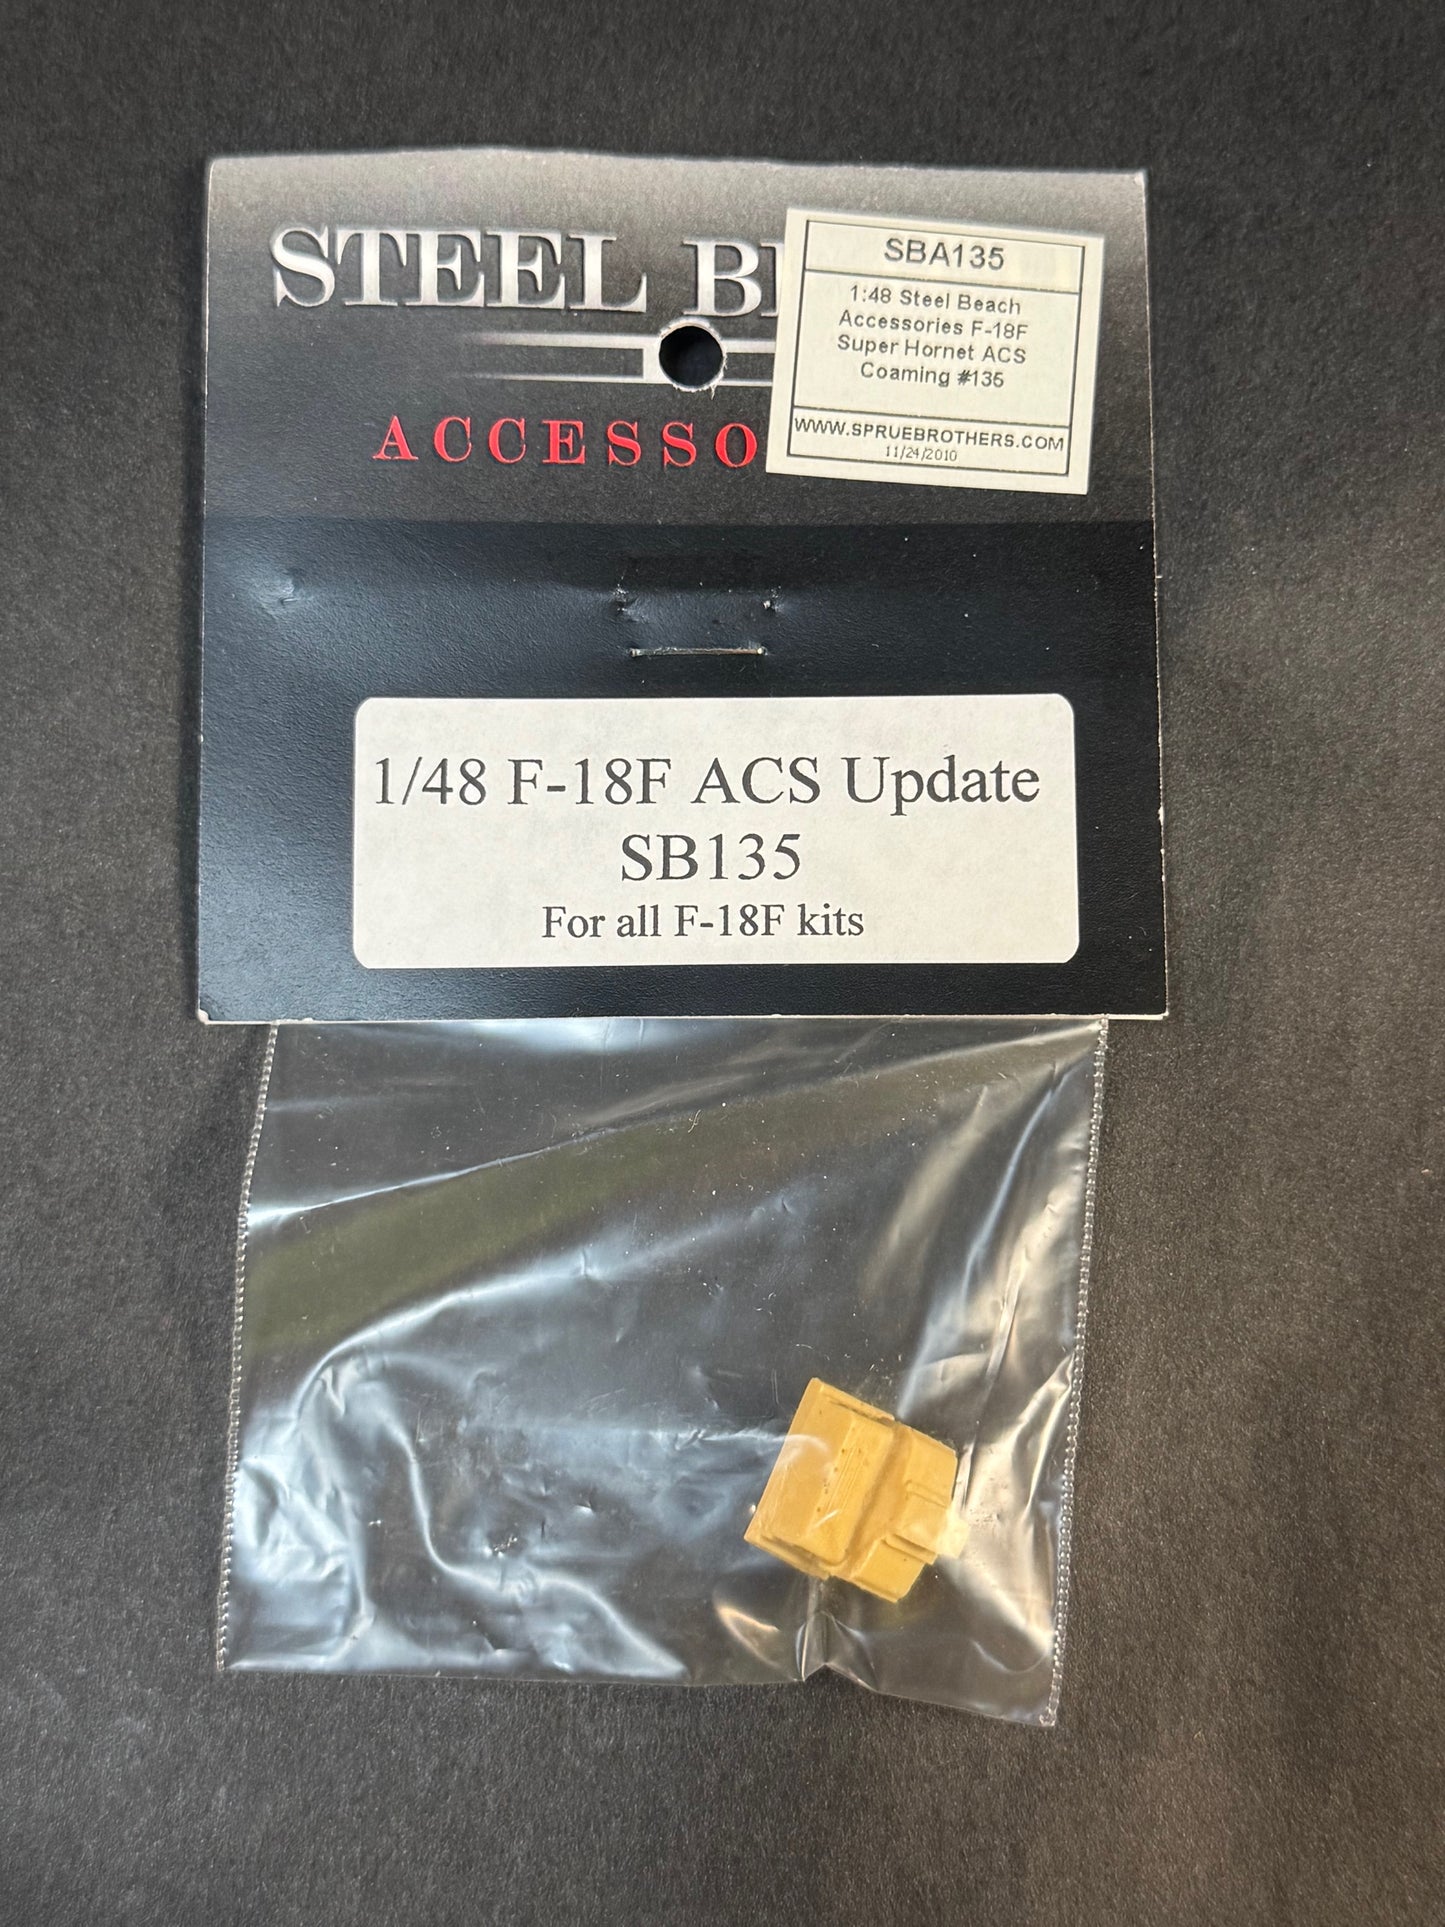 STEEL
ACCESSO
SBA135
1:48 Steel Beach
Accessories F-18F
Super Hornet ACS
Coaming #135
WWW.SPRUEBROTHERS.COM
11/24/2010
1/48 F-18F ACS Update
SB135
For all F-18F kits